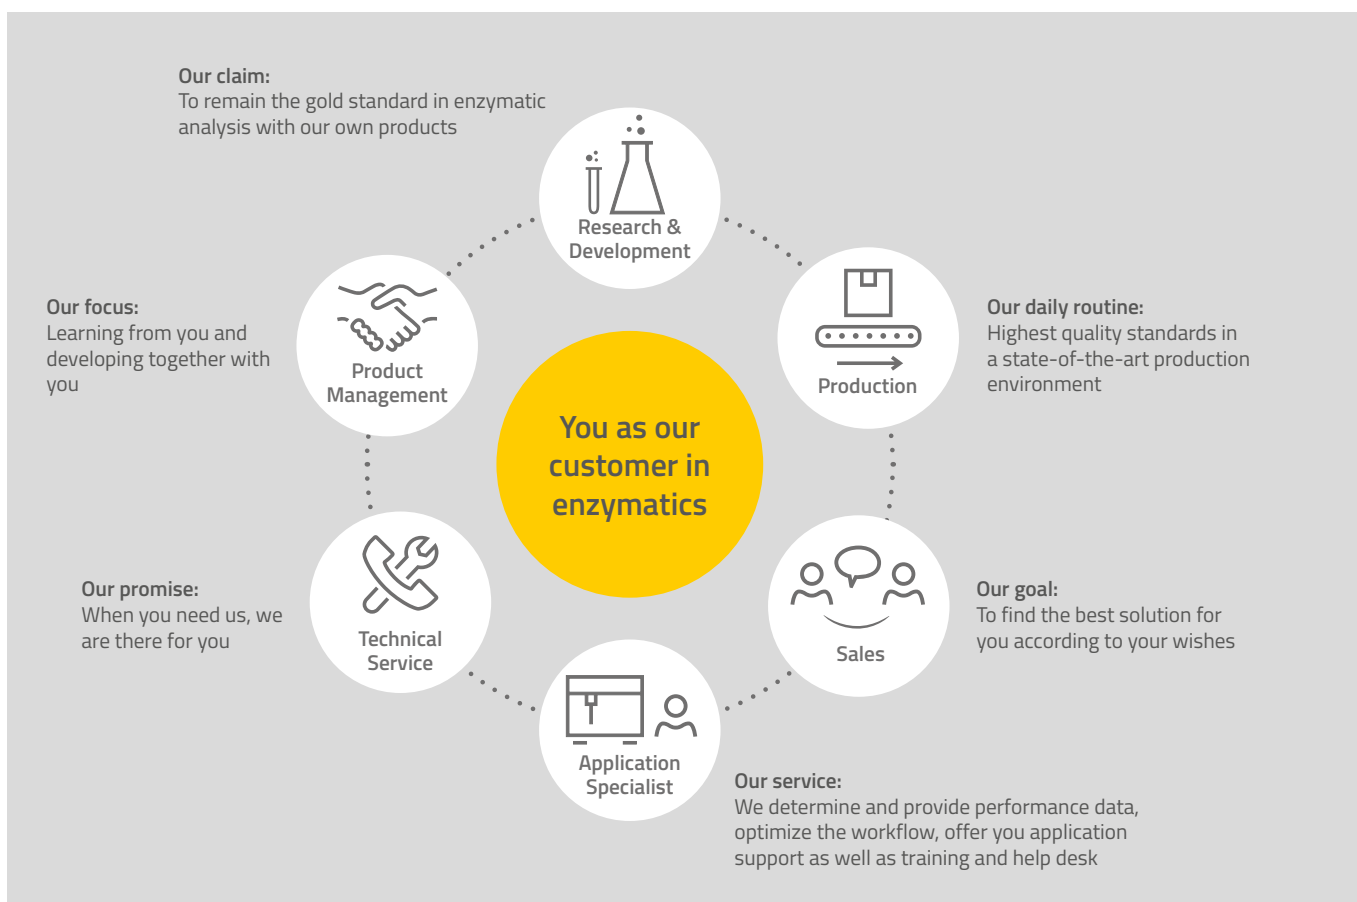 Our claim:
To remain the gold standard in enzymatic
analysis with our own products
Research &
Development
Our focus:
Learning from you and
developing together with
you
Product
Management
Production
Our daily routine:
Highest quality standards in
a state-of-the-art production
environment
You as our
customer in
enzymatics
Our promise:
When you need us, we
are there for you
Technical
Service
Sales
Our goal:
To find the best solution for
you according to your wishes
Application
Specialist
Our service:
We determine and provide performance data,
optimize the workflow, offer you application
support as well as training and help desk